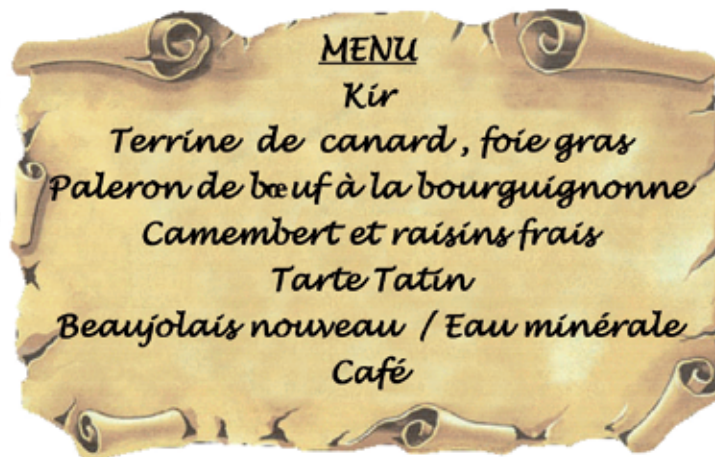 MENU
Kir
Terrine de canard , foie gras
Paleron de bœuf à la bourguignonne
Camembert et raisins frais
Tarte Tatin
Beaujolais nouveau / Eau minérale
Café